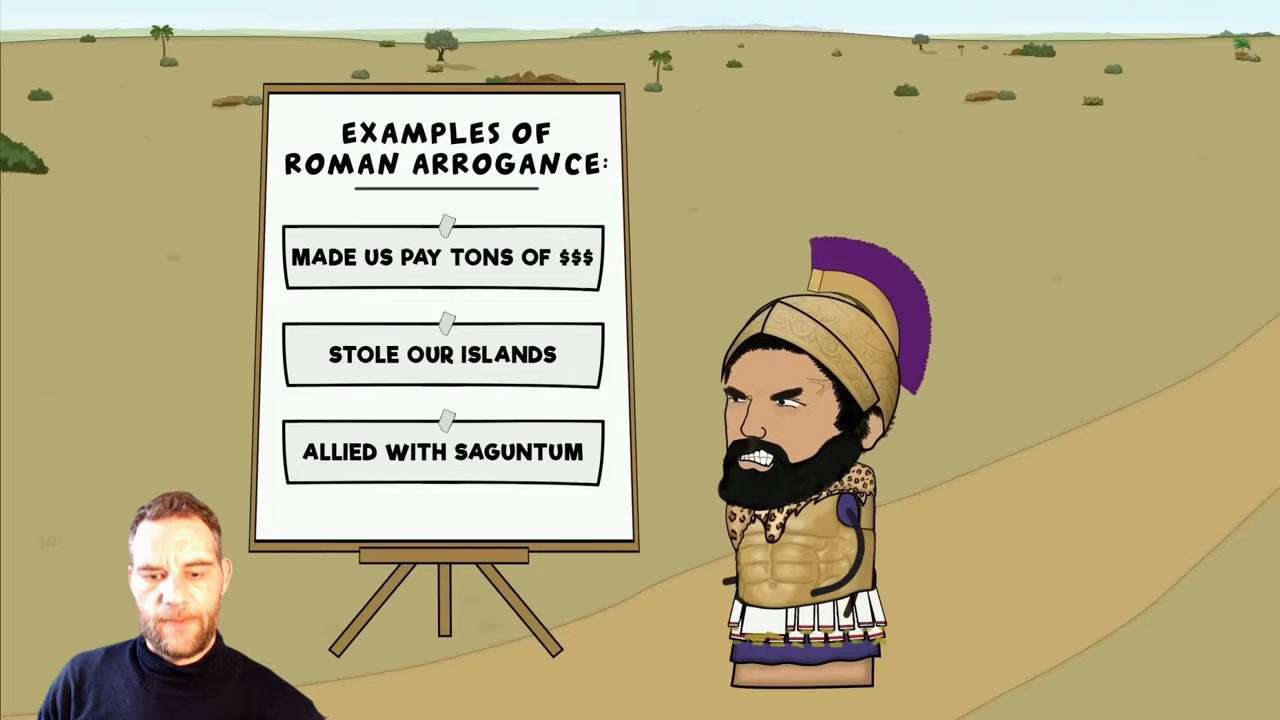 EXAMPLES OF
ROMAN ARROGANCE:
MADE US PAY TONS OF $$$
STOLE OUR ISLANDS
ALLIED WITH SAGUNTUM